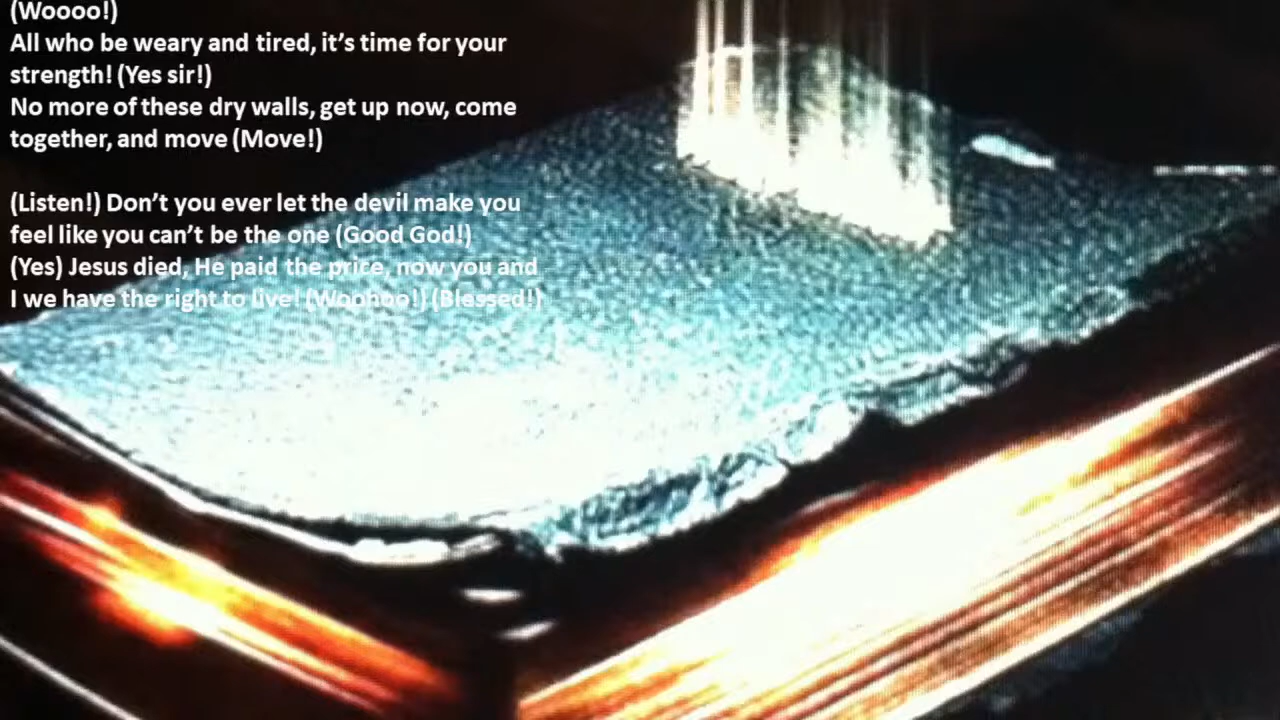 (Woooo!)
All who be weary and tired, it's time for your
strength! (Yes sir!)
No more of these dry walls, get up now, come
together, and move (Move!)
(Listen!) Don't you ever let the devil make you
feel like you can't be the one (Good God!)
(Yes) Jesus died, He paid the price, now you and
I we have the right to live! (Woohoo!) (Blessed!)